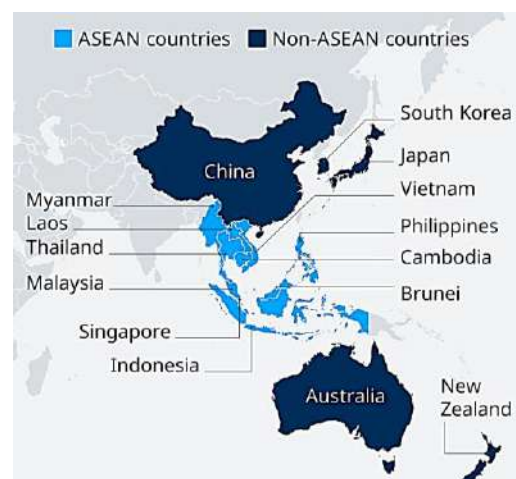 ASEAN countries Non-ASEAN countries
South Korea
China
Japan
Vietnam
Myanmar
Laos
Philippines
Thailand
Cambodia
Malaysia
Brunei
Singapore
Indonesia
Australia
New
Zealand